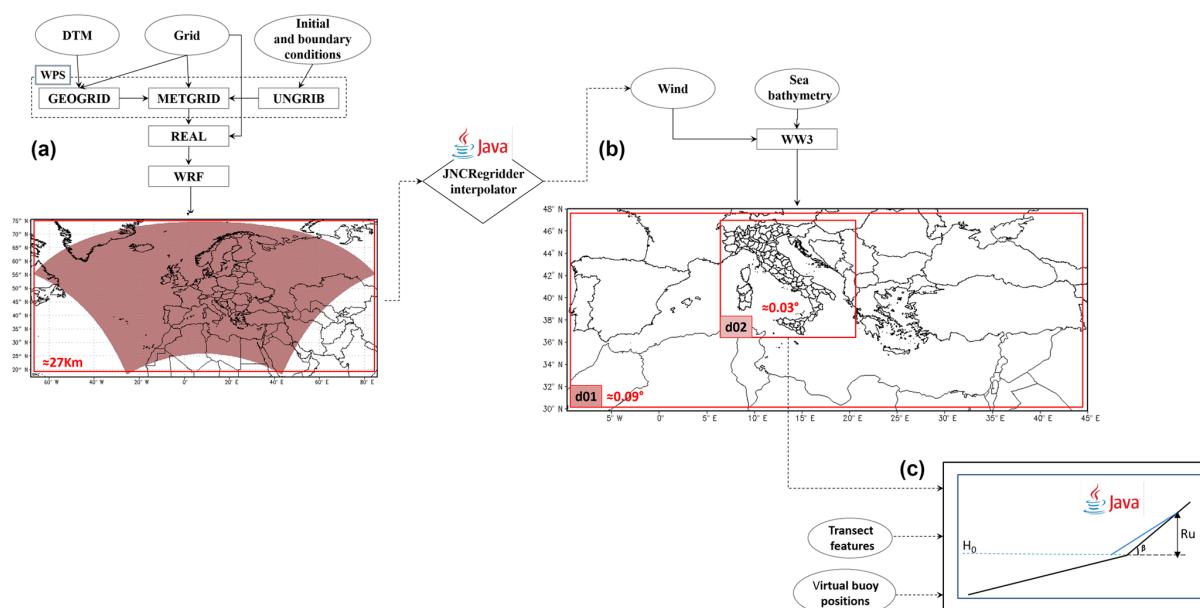 DTM
Grid
Initial
and boundary
conditions
WPS
GEOGRID
METGRID
UNGRIB
REAL
WRF
(a)
75° N
70° N
65° N
60° N
55° N
50° N
45° N
40° N
35° N
30° N
25° N
20° N
≈27Km
60° W
40° W
20° W
0° E
20° E
40° E
60° E
80° E
Java
JNCRegridder
interpolator
(b)
Wind
Sea
bathymetry
WW3
48° N
46° N
44° N
42° N
40° N
38° N
36° N
34° N
32° N
30° N
≈0.03°
d02
d01
≈0.09°
5° W
0° E
5° E
10° E
15° E
20° E
25° E
30° E
35° E
40° E
45° E
(c)
Java
Transect
features
Virtual buoy
positions
H0
β
Ru